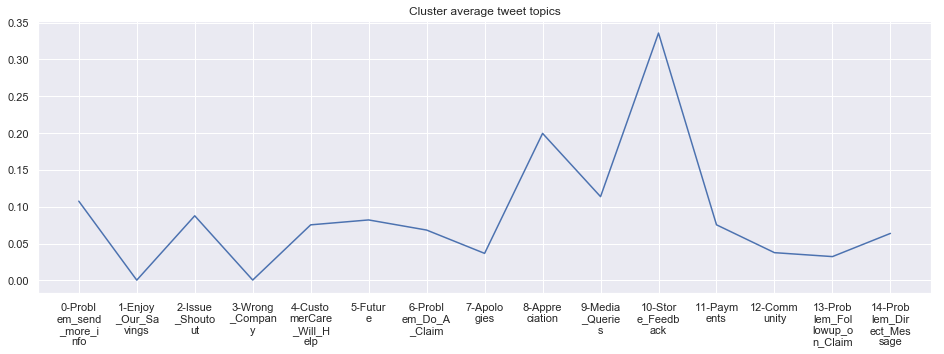 Cluster average tweet topics
0.35
0.30
0.25
0.20
0.15
0.10
0.05
0.00
0-Probl
em_send
_more_i
nfo
1-Enjoy
_Our_Sa
vings
2-Issue
_Shouto
ut
3-Wrong
_Compan
y
4-Custo
merCare
_Will_H
elp
5-Futur
e
6-Probl
em_Do_A
_Claim
7-Apolo
gies
8-Appre
ciation
9-Media
_Querie
s
10-Stor
e_Feedb
ack
11-Paym
ents
12-Comm
unity
13-Prob
lem_Fol
lowup_o
n_Claim
14-Prob
lem_Dir
ect_Mes
sage